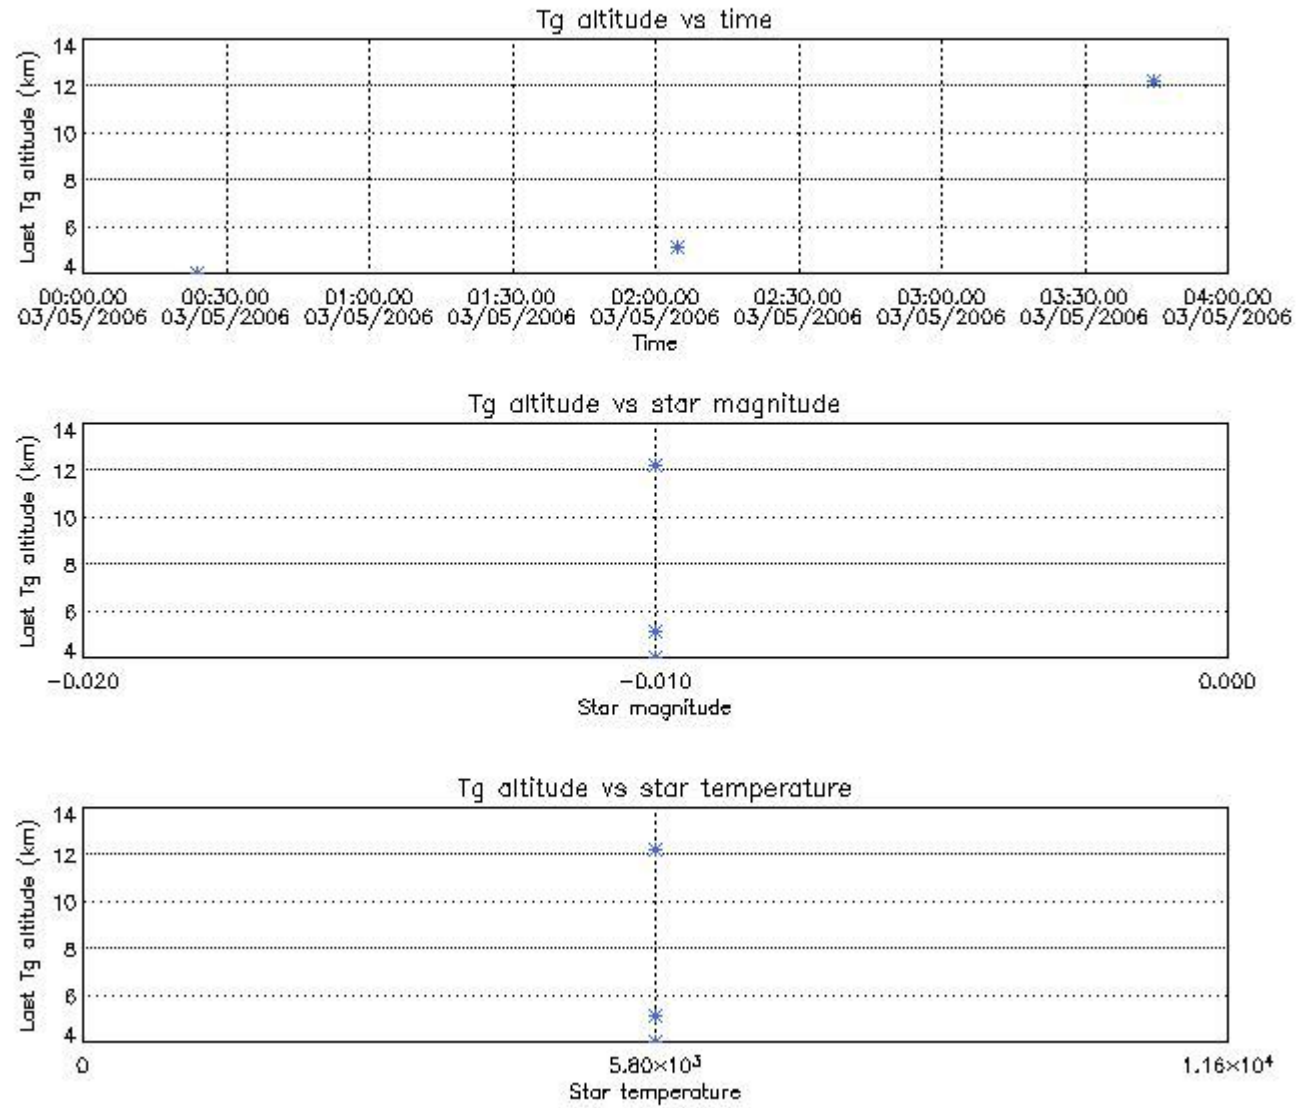 Tg altitude vs time
Last Tg altitude (km)
14
12
10
8
6
4
00:00.00 00:30.00 01:00.00 01:30.00 02:00.00 02:30.00 03:00.00 03:30.00 04:00.00
03/05/2006 03/05/2006 03/05/2006 03/05/2006 03/05/2006 03/05/2006 03/05/2006 03/05/2006 03/05/2006
Time
Tg altitude vs star magnitude
Last Tg altitude (km)
14
12
10
8
6
4
-0.020 -0.010 0.000
Star magnitude
Tg altitude vs star temperature
Last Tg altitude (km)
14
12
10
8
6
4
0 5.80×10³ 1.16×10⁴
Star temperature